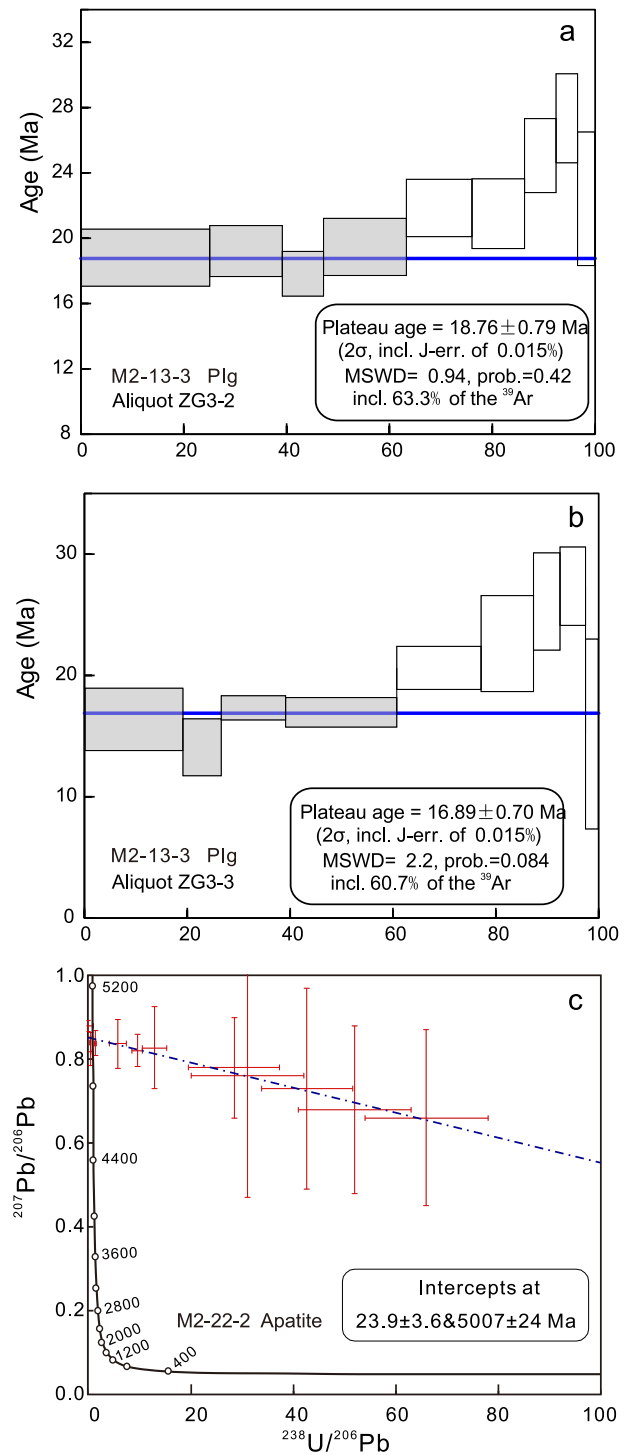 a
34
30
26
22
20
16
12
8
Age (Ma)
Plateau age = 18.76±0.79 Ma
(2σ, incl. J-err. of 0.015%)
MSWD= 0.94, prob.=0.42
incl. 63.3% of the ³⁹Ar
M2-13-3 Plg
Aliquot ZG3-2
0 20 40 60 80 100
b
30
20
10
0
Age (Ma)
Plateau age = 16.89±0.70 Ma
(2σ, incl. J-err. of 0.015%)
MSWD= 2.2, prob.=0.084
incl. 60.7% of the ³⁹Ar
M2-13-3 Plg
Aliquot ZG3-3
0 20 40 60 80 100
c
1.0
0.8
0.6
0.4
0.2
0.0
²⁰⁷Pb/²⁰⁶Pb
5200
4400
3600
2800
2000
1200
400
M2-22-2 Apatite
Intercepts at
23.9±3.6&5007±24 Ma
0 20 40 60 80 100
²³⁸U/²⁰⁶Pb